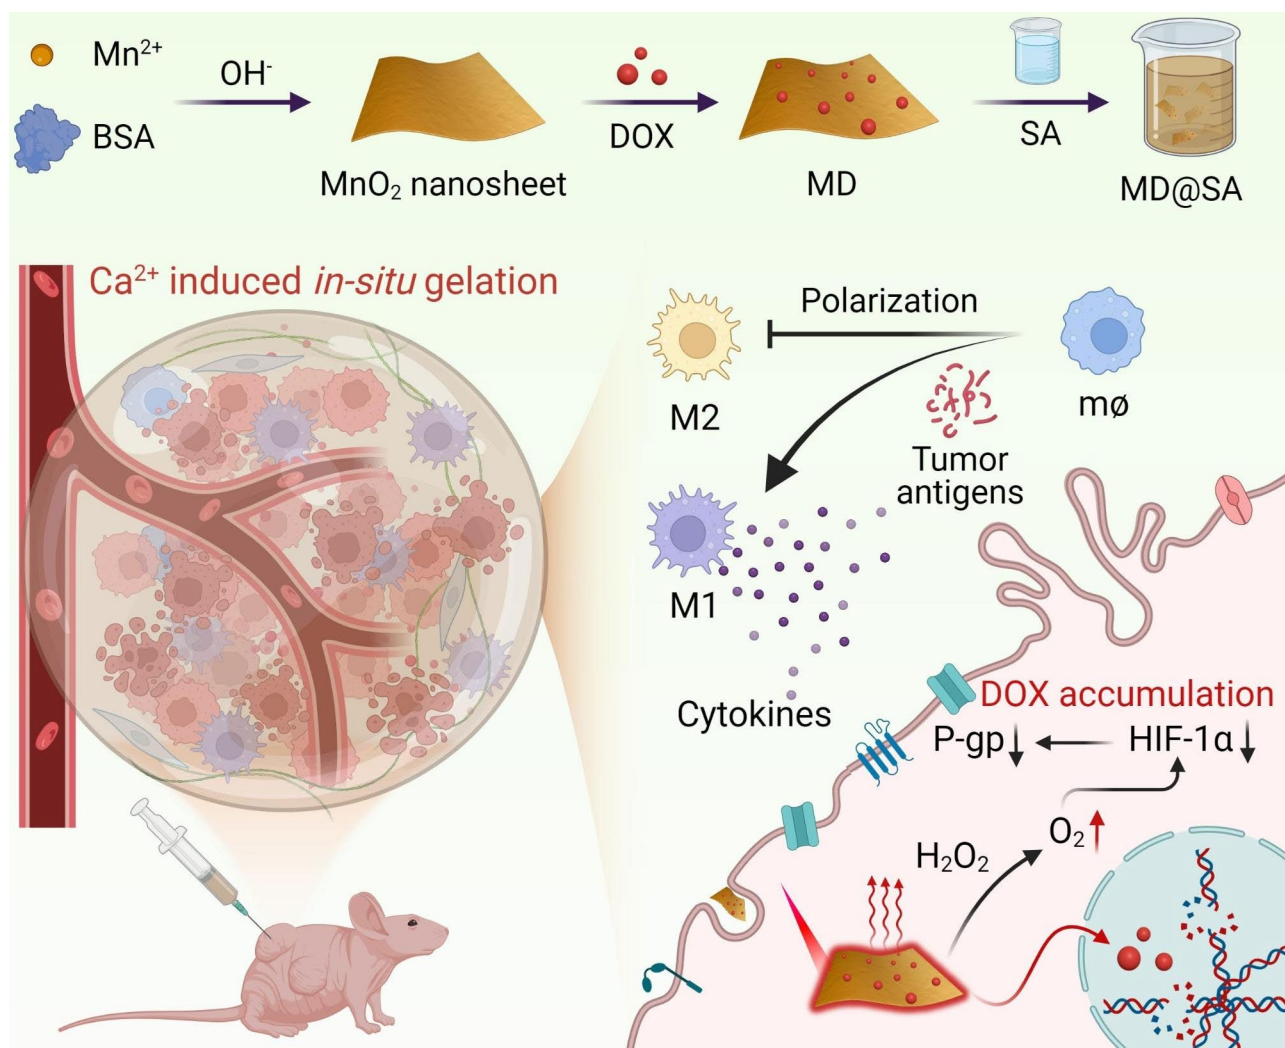 Mn²⁺
BSA
OH⁻
MnO₂ nanosheet
DOX
MD
SA
MD@SA
Ca²⁺ induced in-situ gelation
Polarization
M2
mø
Tumor
antigens
M1
Cytokines
DOX accumulation
P-gp
HIF-1α
O₂
H₂O₂